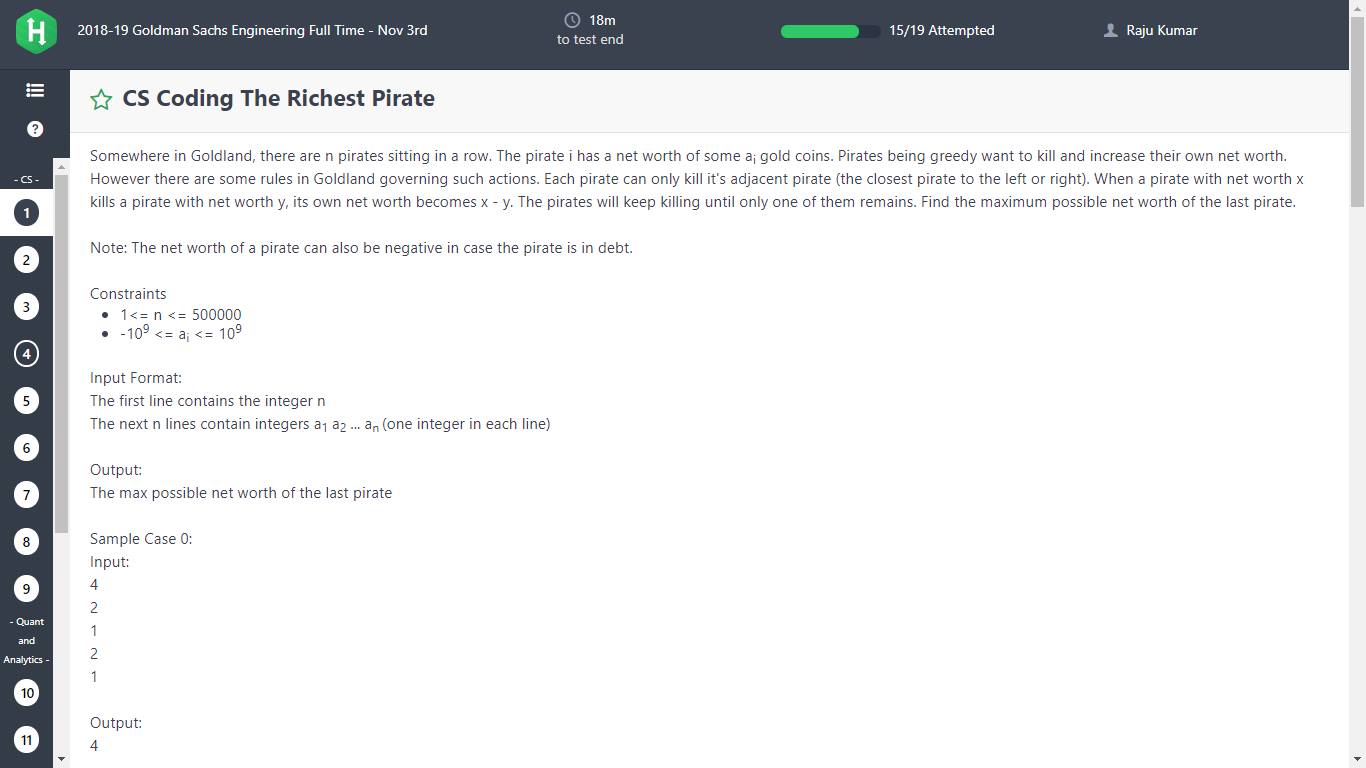 2018-19 Goldman Sachs Engineering Full Time - Nov 3rd
18m
to test end
15/19 Attempted
Raju Kumar
CS Coding The Richest Pirate
Somewhere in Goldland, there are n pirates sitting in a row. The pirate i has a net worth of some aᵢ gold coins. Pirates being greedy want to kill and increase their own net worth.
However there are some rules in Goldland governing such actions. Each pirate can only kill it's adjacent pirate (the closest pirate to the left or right). When a pirate with net worth x
kills a pirate with net worth y, its own net worth becomes x - y. The pirates will keep killing until only one of them remains. Find the maximum possible net worth of the last pirate.
Note: The net worth of a pirate can also be negative in case the pirate is in debt.
Constraints
• 1<= n <= 500000
• -10⁹ <= aᵢ <= 10⁹
Input Format:
The first line contains the integer n
The next n lines contain integers a₁ a₂ ... aₙ (one integer in each line)
Output:
The max possible net worth of the last pirate
Sample Case 0:
Input:
4
2
1
2
1
Output:
4
?
- CS -
1
2
3
4
5
6
7
8
9
- Quant
and
Analytics -
10
11